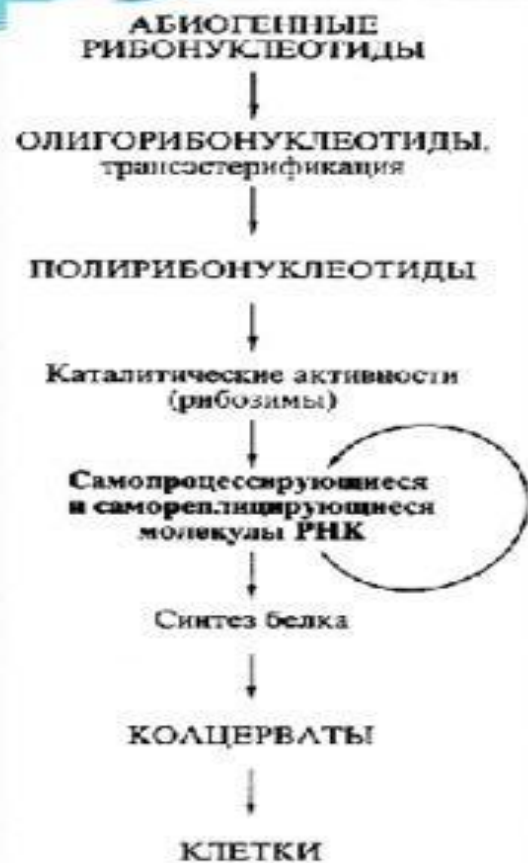 АБИОГЕННЫЕ
РИБОНУКЛЕОТИДЫ
ОЛИГОРИБОНУКЛЕОТИДЫ,
трансэстерификация
ПОЛИРИБОНУКЛЕОТИДЫ
Каталитические активности
(рибозимы)
Самопроцессирующиеся
и самореплицирующиеся
молекулы РНК
Синтез белка
КОАЦЕРВАТЫ
КЛЕТКИ